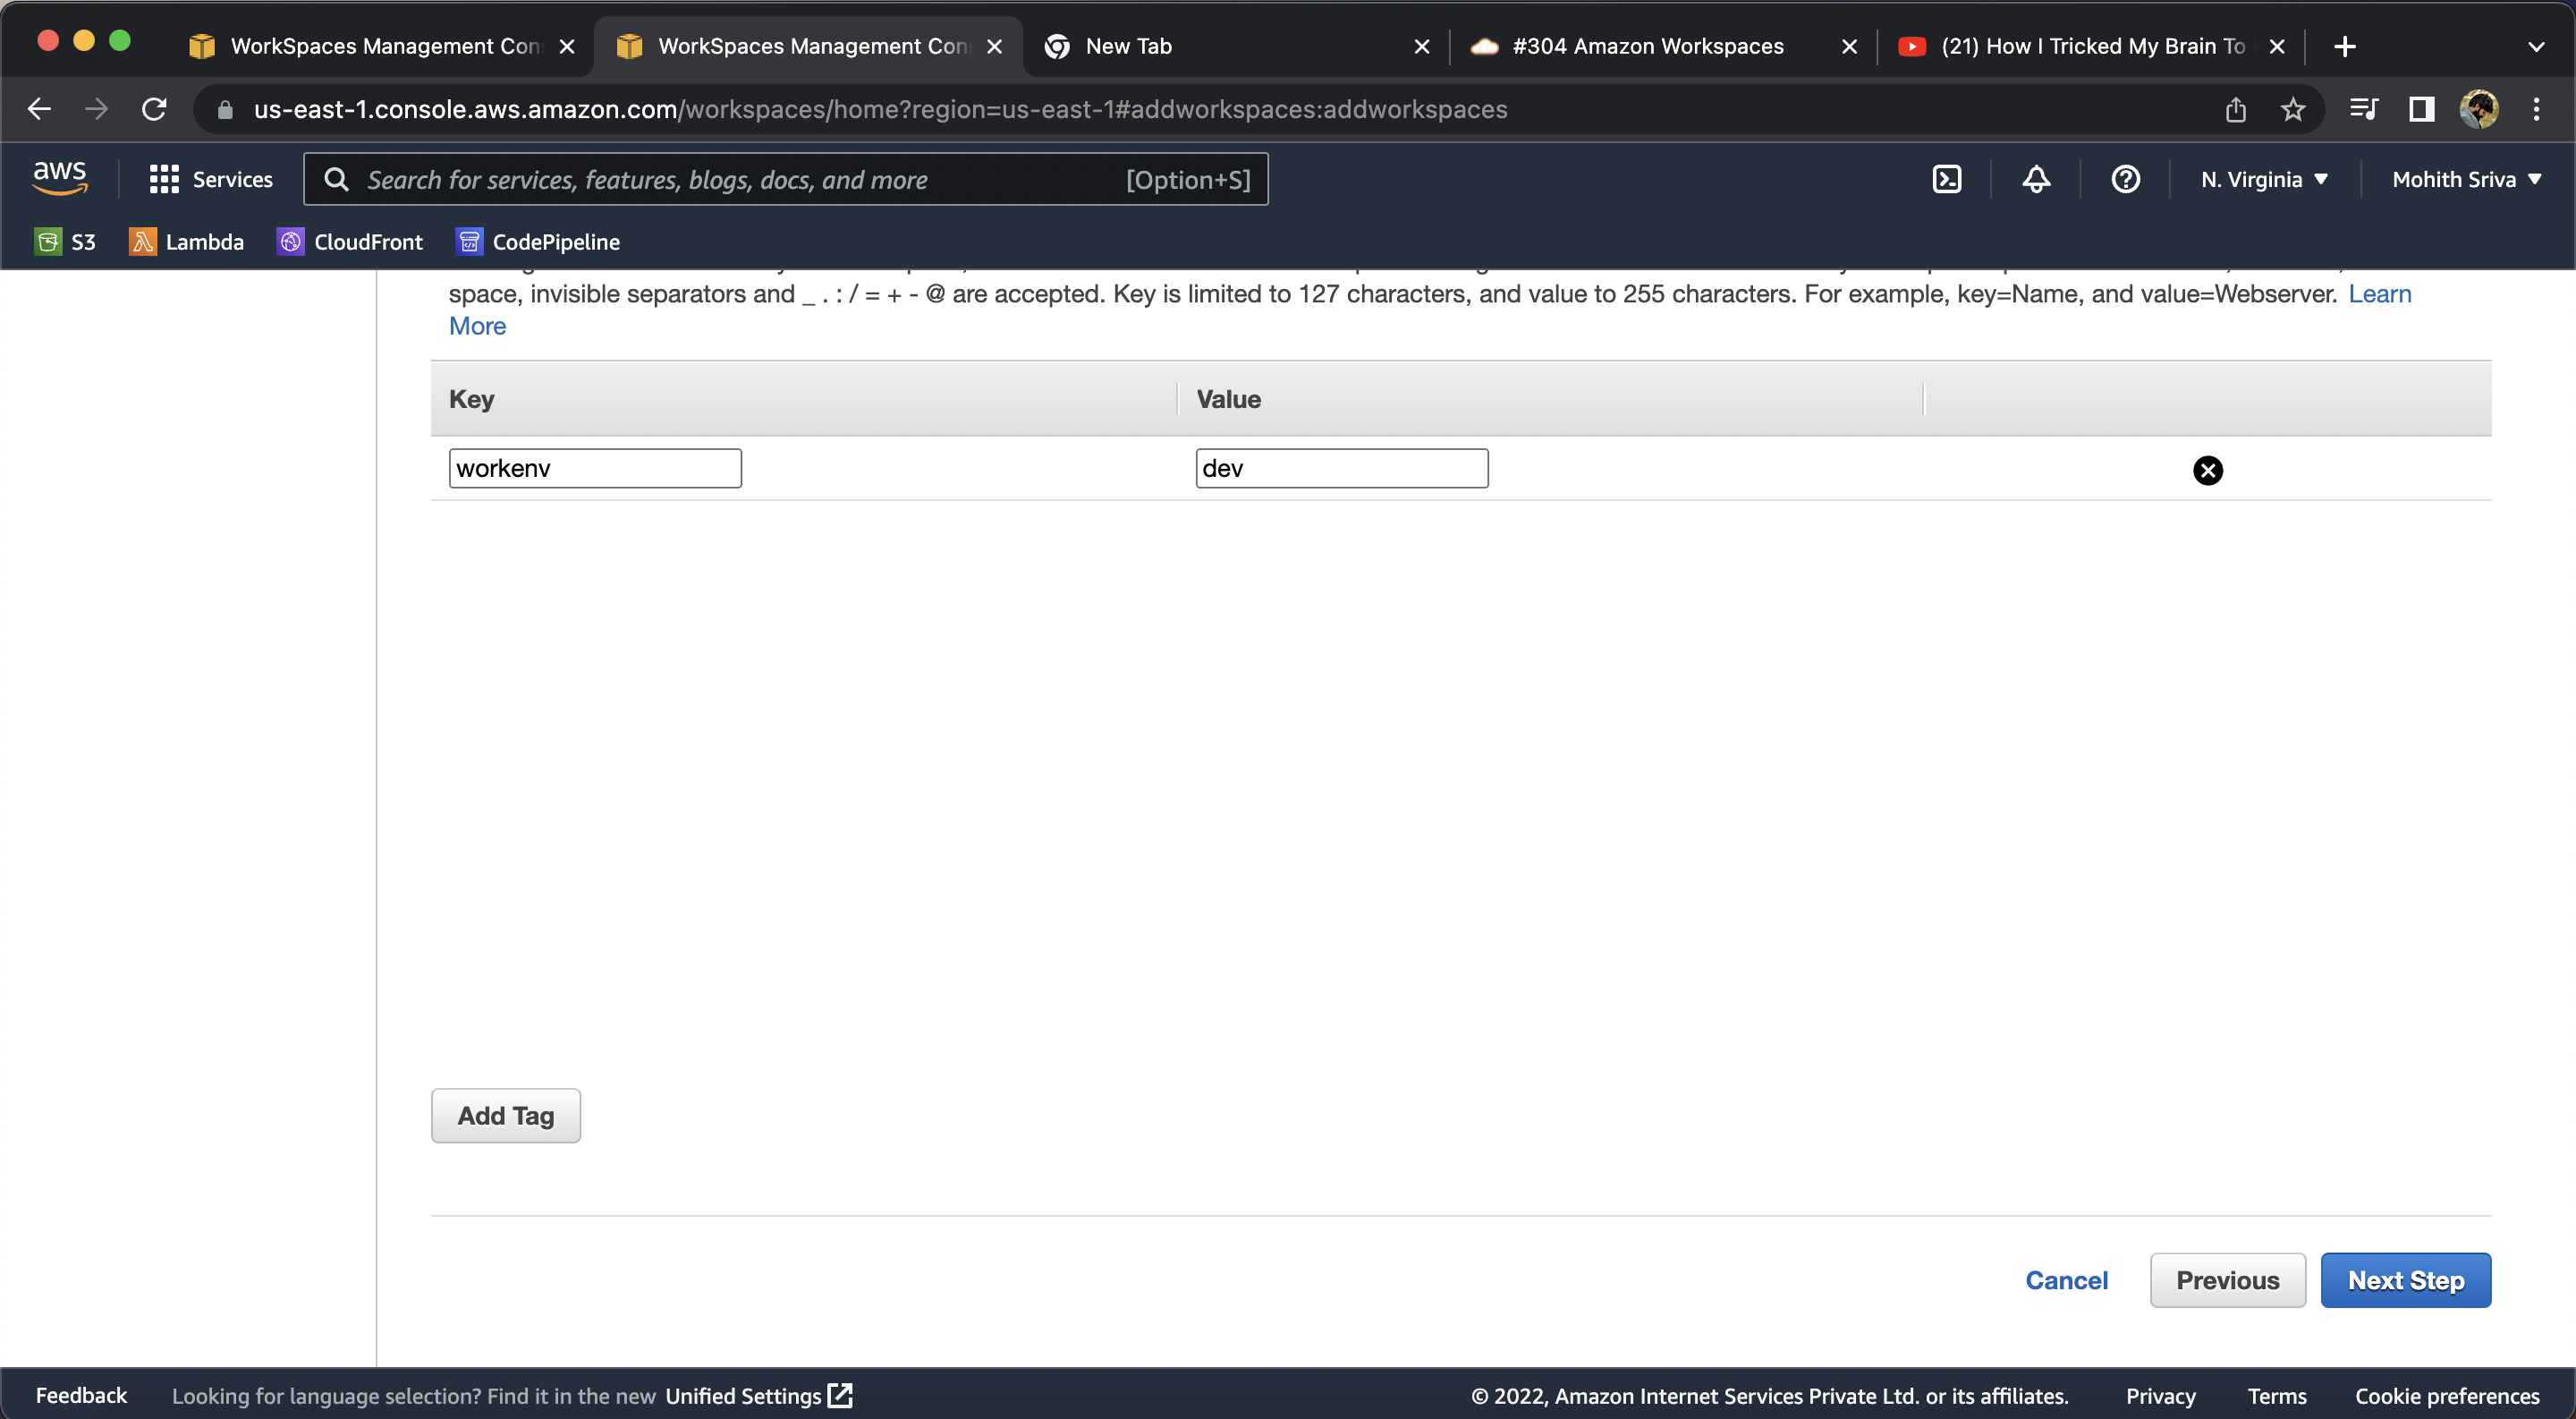 WorkSpaces Management Con
WorkSpaces Management Con
New Tab
#304 Amazon Workspaces
(21) How I Tricked My Brain To
us-east-1.console.aws.amazon.com/workspaces/home?region=us-east-1#addworkspaces:addworkspaces
aws
Services
Search for services, features, blogs, docs, and more
[Option+S]
N. Virginia
Mohith Sriva
S3
Lambda
CloudFront
CodePipeline
space, invisible separators and _ . : / = + - @ are accepted. Key is limited to 127 characters, and value to 255 characters. For example, key=Name, and value=Webserver. Learn
More
Key
Value
workenv
dev
Add Tag
Cancel
Previous
Next Step
Feedback
Looking for language selection? Find it in the new Unified Settings
© 2022, Amazon Internet Services Private Ltd. or its affiliates.
Privacy
Terms
Cookie preferences